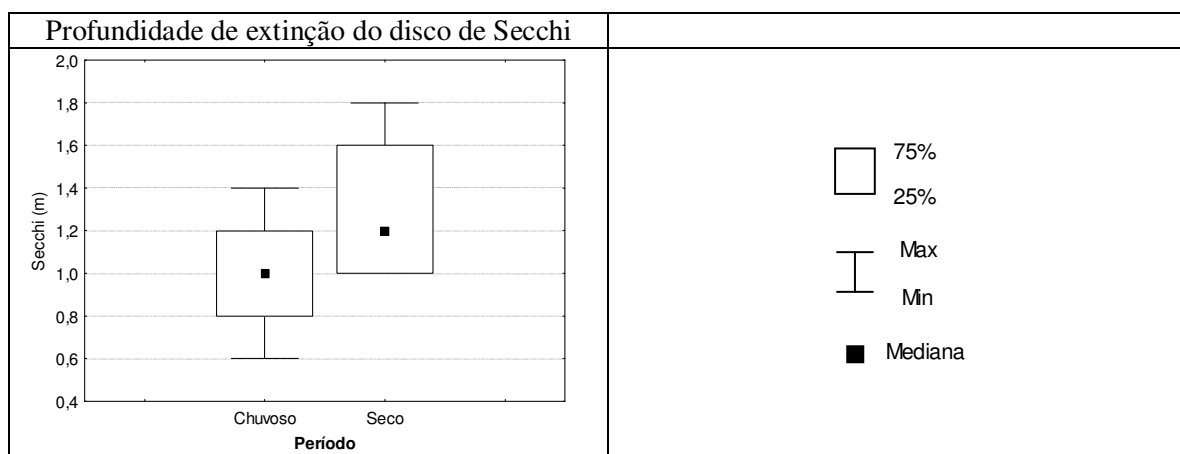 Profundidade de extinção do disco de Secchi
2,0
1,8
1,6
1,4
1,2
1,0
0,8
0,6
0,4
Secchi (m)
Chuvoso Seco
Período
75%
25%
Max
Min
Mediana